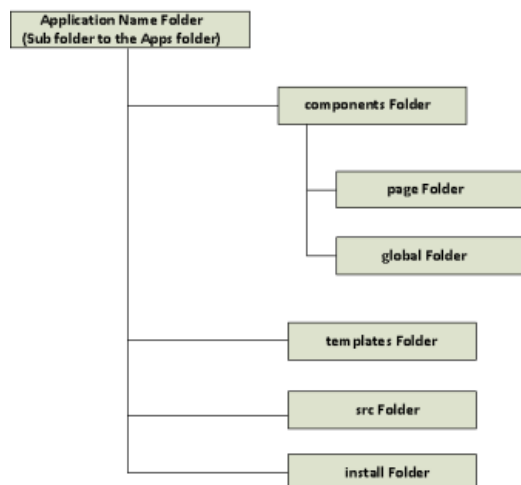 Application Name Folder
(Sub folder to the Apps folder)
components Folder
page Folder
global Folder
templates Folder
src Folder
install Folder